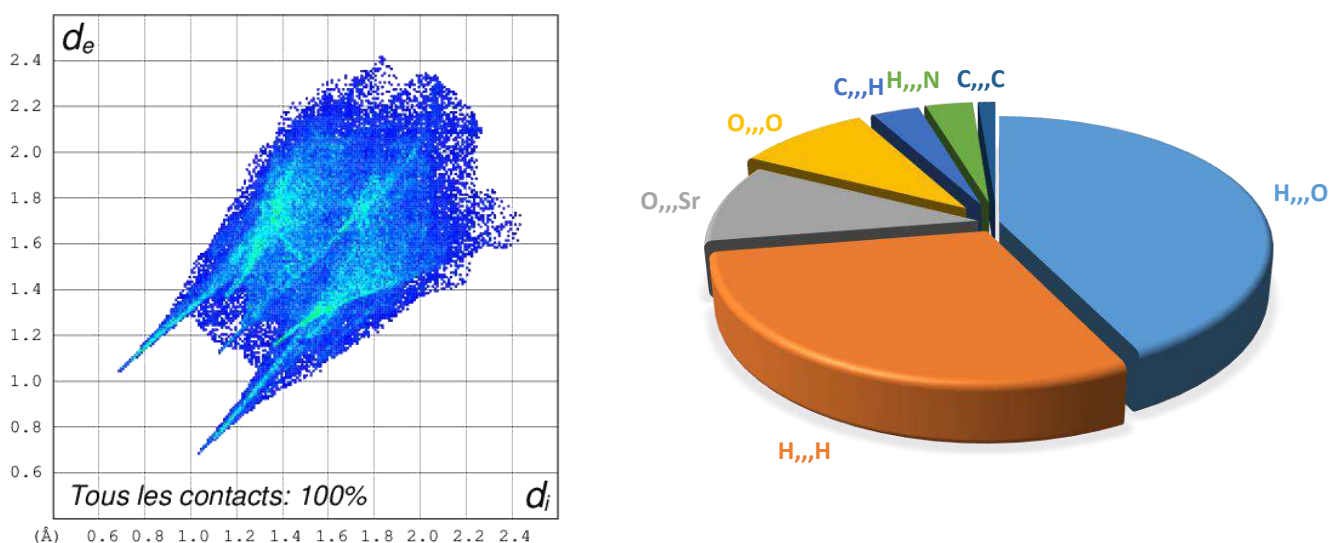 de
2.4
2.2
2.0
1.8
1.6
1.4
1.2
1.0
0.8
0.6
Tous les contacts: 100%
di
(Å) 0.6 0.8 1.0 1.2 1.4 1.6 1.8 2.0 2.2 2.4
C,,,H
H,,,N
C,,,C
O,,,O
H,,,O
O,,,Sr
H,,,H